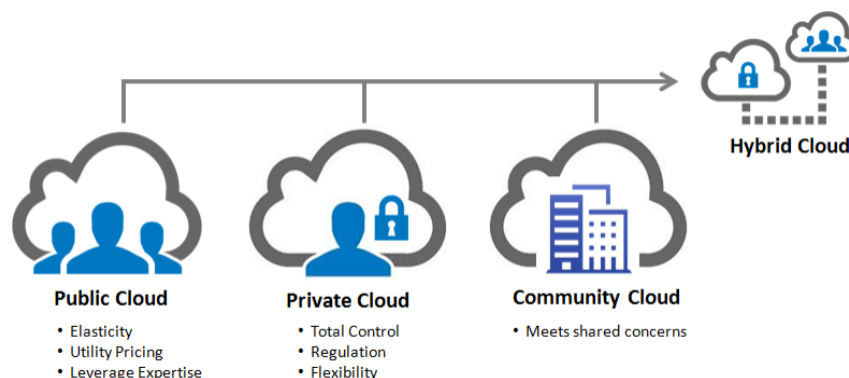 Hybrid Cloud
Public Cloud
• Elasticity
• Utility Pricing
• Leverage Expertise
Private Cloud
• Total Control
• Regulation
• Flexibility
Community Cloud
• Meets shared concerns